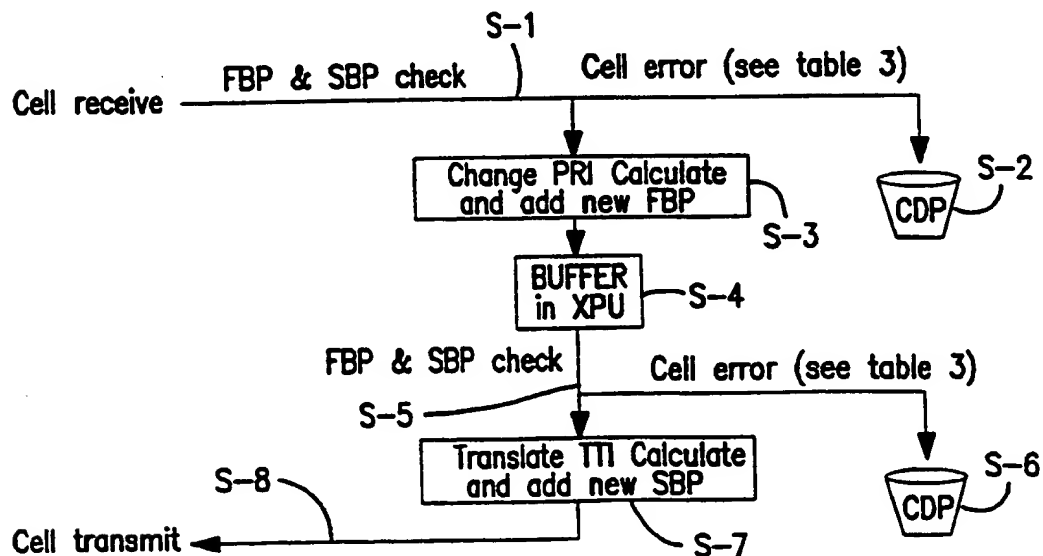 S-1
FBP & SBP check
Cell error (see table 3)
Cell receive
Change PRI Calculate
and add new FBP
S-2
CDP
S-3
BUFFER
in XPU
S-4
FBP & SBP check
Cell error (see table 3)
S-5
Translate TTI Calculate
and add new SBP
S-6
CDP
S-8
Cell transmit
S-7